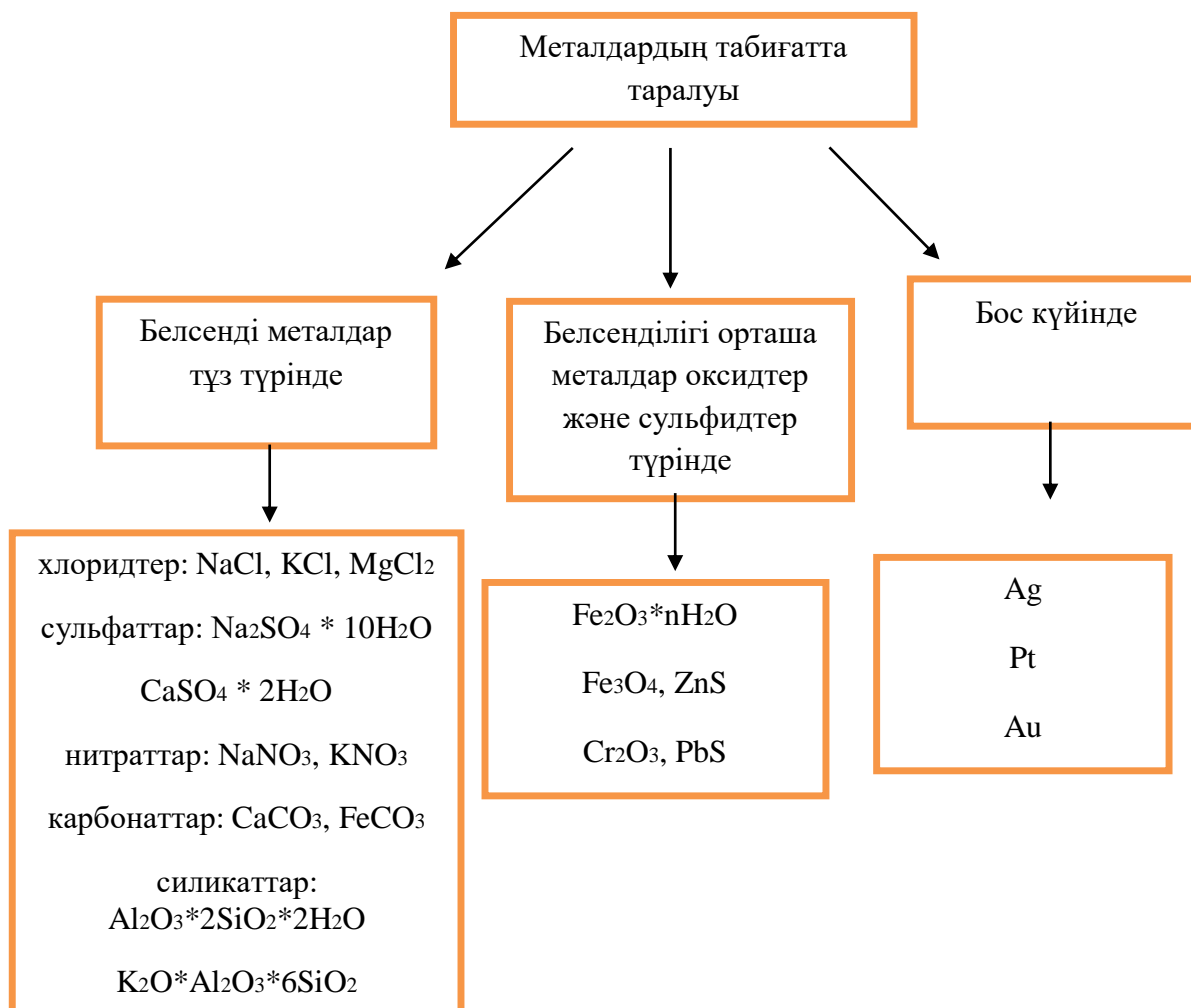 Металдардың табиғатта
таралуы
Белсенді металдар
тұз түрінде
Белсенділігі орташа
металдар оксидтер
және сульфидтер
түрінде
Бос күйінде
хлоридтер: NaCl, KCl, MgCl2
сульфаттар: Na2SO4 * 10H2O
CaSO4 * 2H2O
нитраттар: NaNO3, KNO3
карбонаттар: CaCO3, FeCO3
силикаттар:
Al2O3*2SiO2*2H2O
K2O*Al2O3*6SiO2
Fe2O3*nH2O
Fe3O4, ZnS
Cr2O3, PbS
Ag
Pt
Au